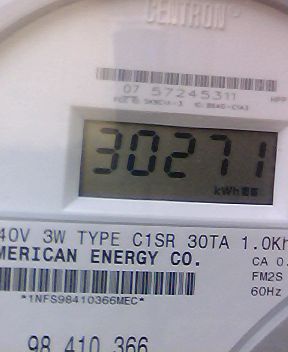 CENTRON®
07 57245311
30271
kWh
40V 3W TYPE C1SR 30TA 1.0Kh
MERICAN ENERGY CO.
CA 0.
FM2S
60Hz
*1NFS98410366MEC*
98 410 366